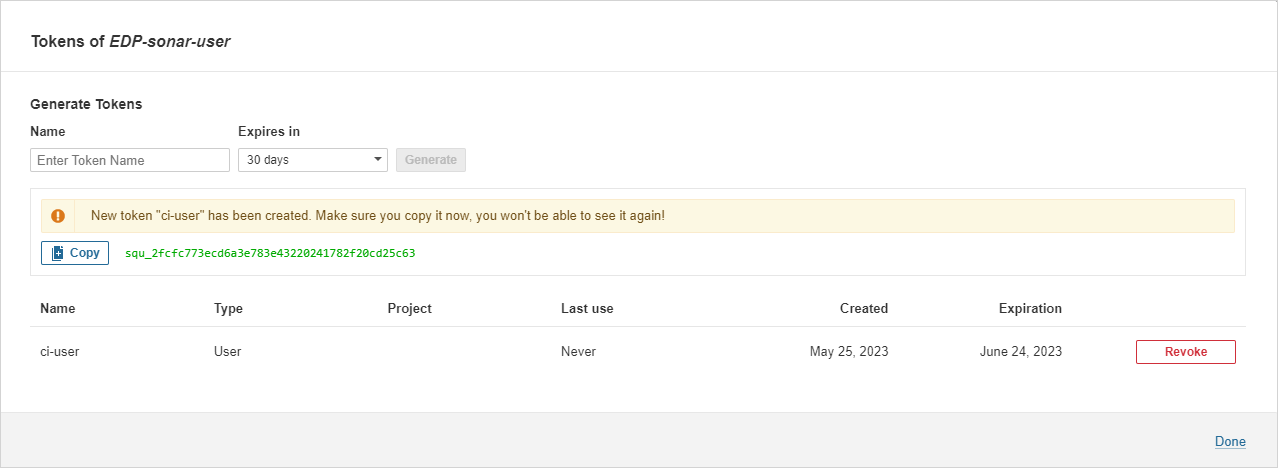 Tokens of EDP-sonar-user
Generate Tokens
Name Expires in
Enter Token Name 30 days Generate
New token "ci-user" has been created. Make sure you copy it now, you won't be able to see it again!
Copy squ_2fcfc773ecd6a3e783e43220241782f20cd25c63
Name Type Project Last use Created Expiration
ci-user User Never May 25, 2023 June 24, 2023 Revoke
Done